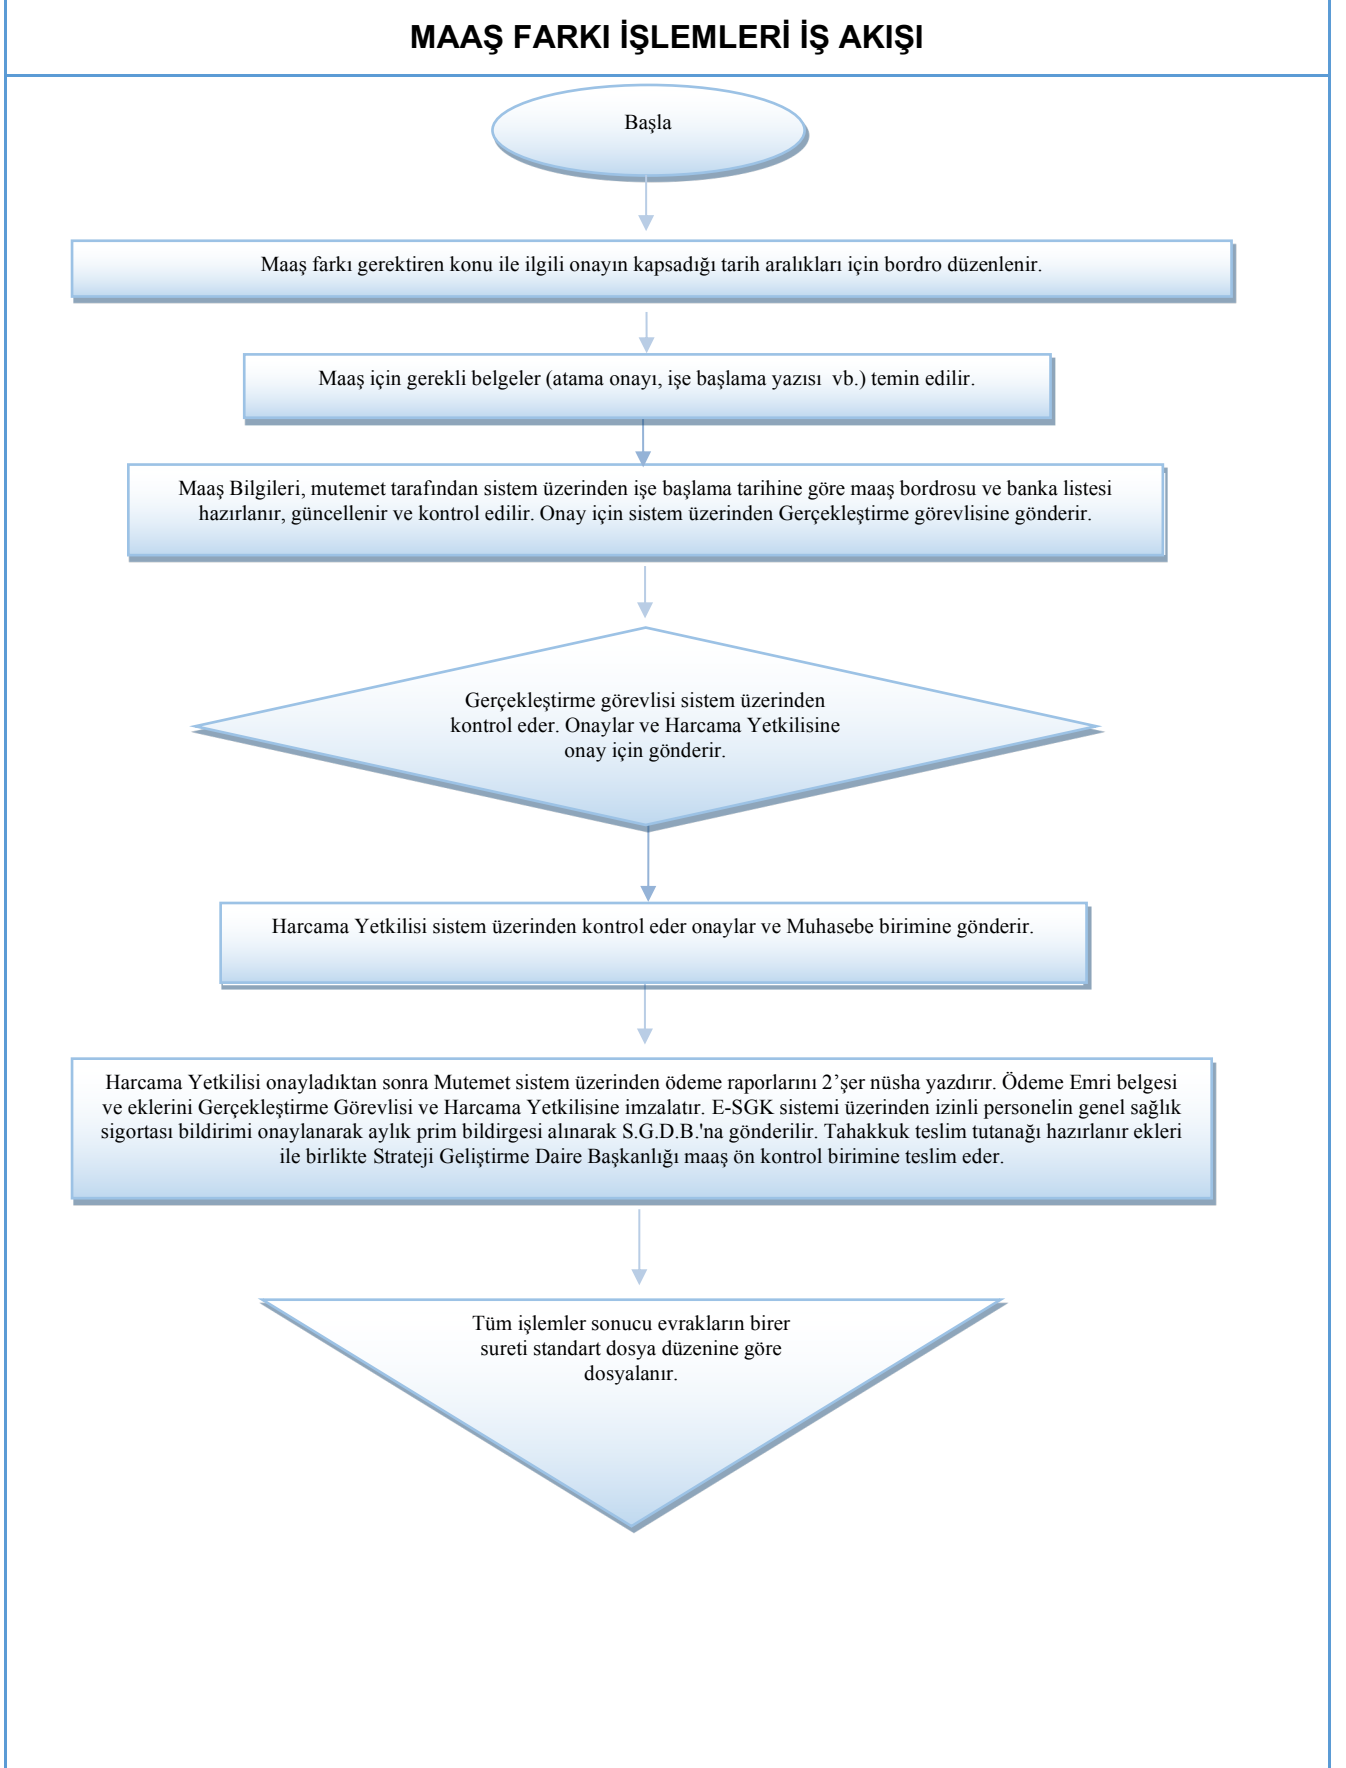 MAAŞ FARKI İŞLEMLERİ İŞ AKIŞI
Başla
Maaş farkı gerektiren konu ile ilgili onayın kapsadığı tarih aralıkları için bordro düzenlenir.
Maaş için gerekli belgeler (atama onayı, işe başlama yazısı  vb.) temin edilir.
Maaş Bilgileri, mutemet tarafından sistem üzerinden işe başlama tarihine göre maaş bordrosu ve banka listesi
hazırlanır, güncellenir ve kontrol edilir. Onay için sistem üzerinden Gerçekleştirme görevlisine gönderir.
Gerçekleştirme görevlisi sistem üzerinden
kontrol eder. Onaylar ve Harcama Yetkilisine
onay için gönderir.
Harcama Yetkilisi sistem üzerinden kontrol eder onaylar ve Muhasebe birimine gönderir.
Harcama Yetkilisi onayladıktan sonra Mutemet sistem üzerinden ödeme raporlarını 2’şer nüsha yazdırır. Ödeme Emri belgesi
ve eklerini Gerçekleştirme Görevlisi ve Harcama Yetkilisine imzalatır. E-SGK sistemi üzerinden izinli personelin genel sağlık
sigortası bildirimi onaylanarak aylık prim bildirgesi alınarak S.G.D.B.'na gönderilir. Tahakkuk teslim tutanağı hazırlanır ekleri
ile birlikte Strateji Geliştirme Daire Başkanlığı maaş ön kontrol birimine teslim eder.
Tüm işlemler sonucu evrakların birer
sureti standart dosya düzenine göre
dosyalanır.